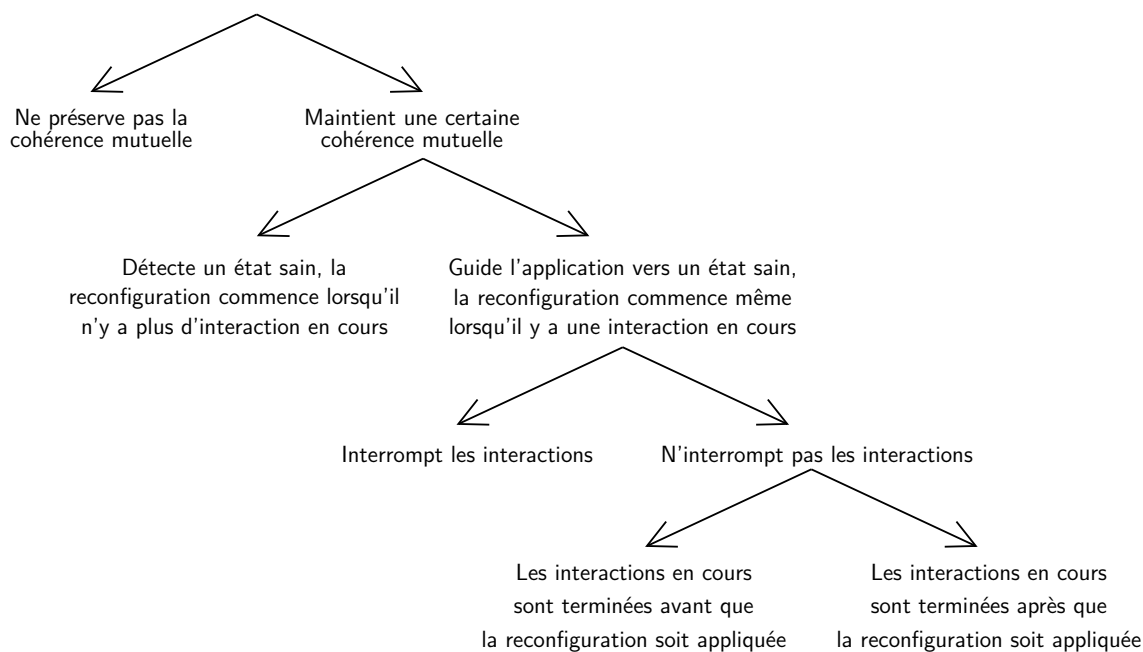 Ne préserve pas la
cohérence mutuelle
Maintient une certaine
cohérence mutuelle
Détecte un état sain, la
reconfiguration commence lorsqu'il
n'y a plus d'interaction en cours
Guide l'application vers un état sain,
la reconfiguration commence même
lorsqu'il y a une interaction en cours
Interrompt les interactions
N'interrompt pas les interactions
Les interactions en cours
sont terminées avant que
la reconfiguration soit appliquée
Les interactions en cours
sont terminées après que
la reconfiguration soit appliquée